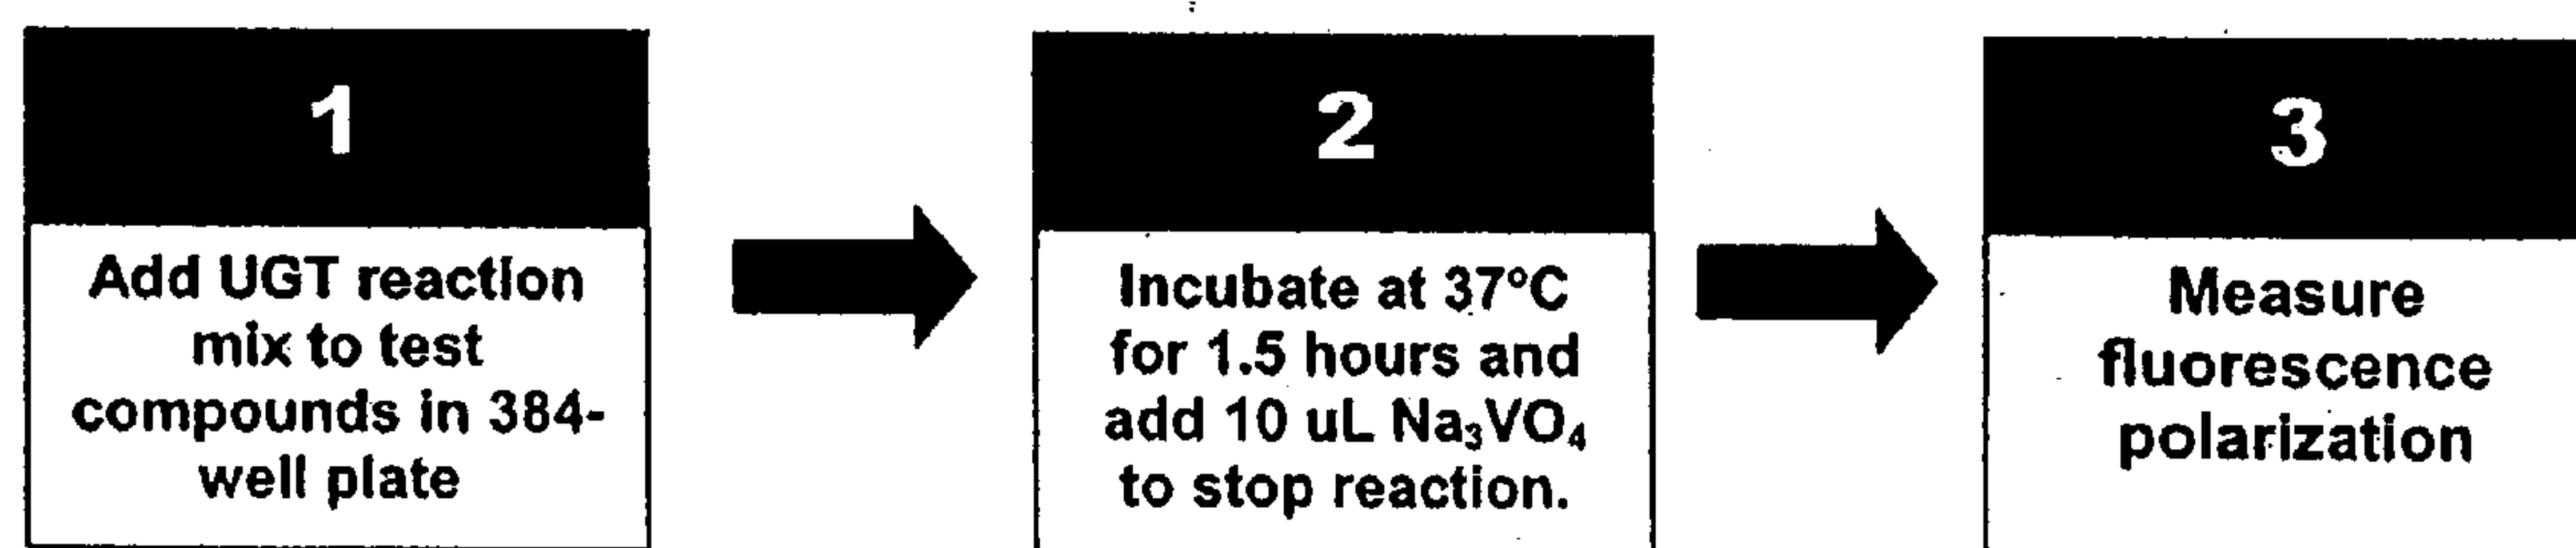 1
Add UGT reaction
mix to test
compounds in 384-
well plate
2
Incubate at 37°C
for 1.5 hours and
add 10 uL Na₃VO₄
to stop reaction.
3
Measure
fluorescence
polarization